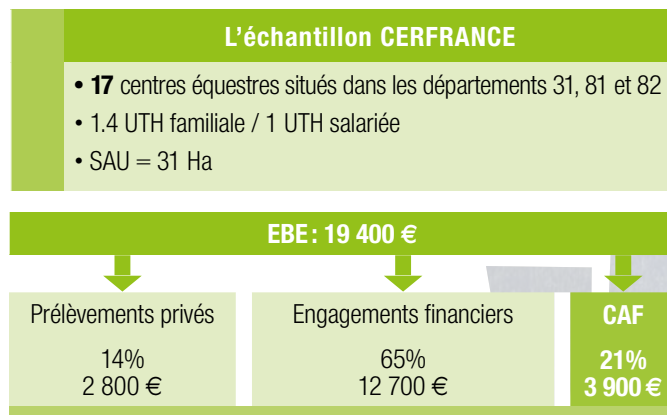 L'échantillon CERFRANCE
• 17 centres équestres situés dans les départements 31, 81 et 82
• 1.4 UTH familiale / 1 UTH salariée
• SAU = 31 Ha
EBE : 19 400 €
Prélèvements privés
14%
2 800 €
Engagements financiers
65%
12 700 €
CAF
21%
3 900 €